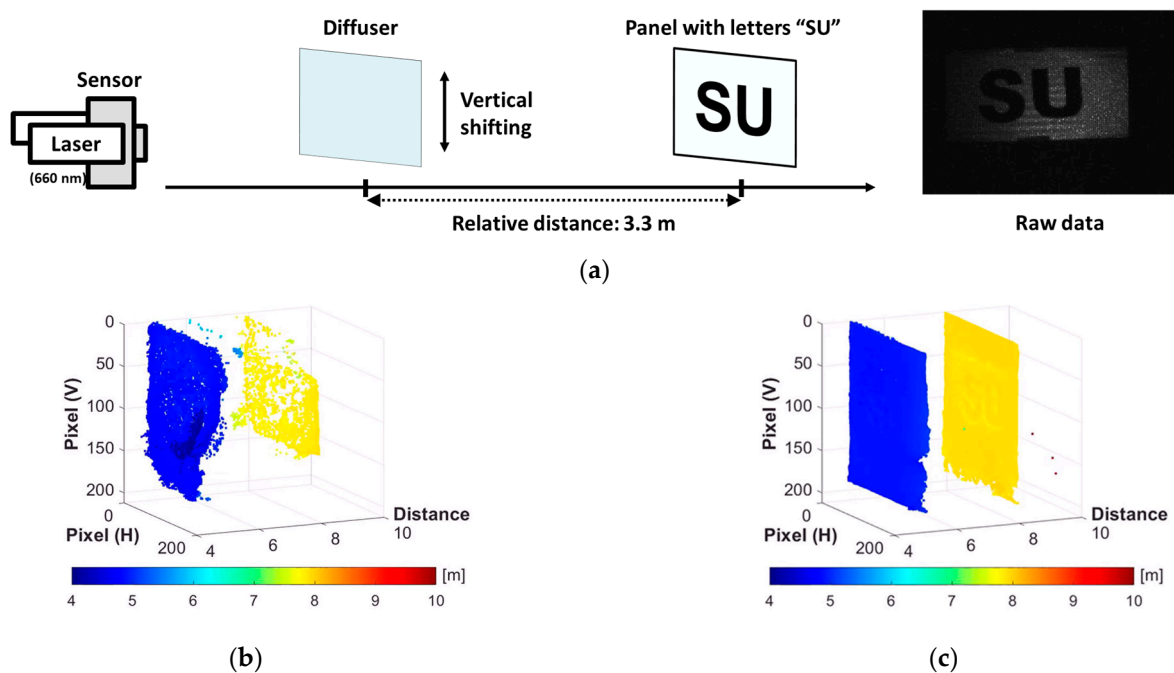 Diffuser
Panel with letters “SU”
Sensor
Laser
(660 nm)
Vertical
shifting
SU
SU
Relative distance: 3.3 m
Raw data
(a)
0
50
100
150
200
Pixel (V)
0
Pixel (H)
200
4
6
8
10
Distance
4 5 6 7 8 9 10 [m]
(b)
0
50
100
150
200
Pixel (V)
0
Pixel (H)
200
4
6
8
10
Distance
4 5 6 7 8 9 10 [m]
(c)